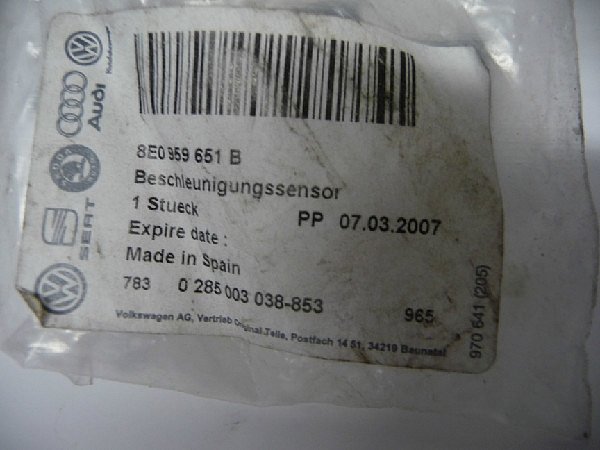 8E0 959 651 B
Beschleunigungssensor
1 Stueck PP 07.03.2007
Expire date :
Made in Spain
783 0 285 003 038-853 965
Volkswagen AG, Vertrieb Original Teile, Postfach 14 51, 34219 Baunatal
970 641 (205)
Audi
SEAT